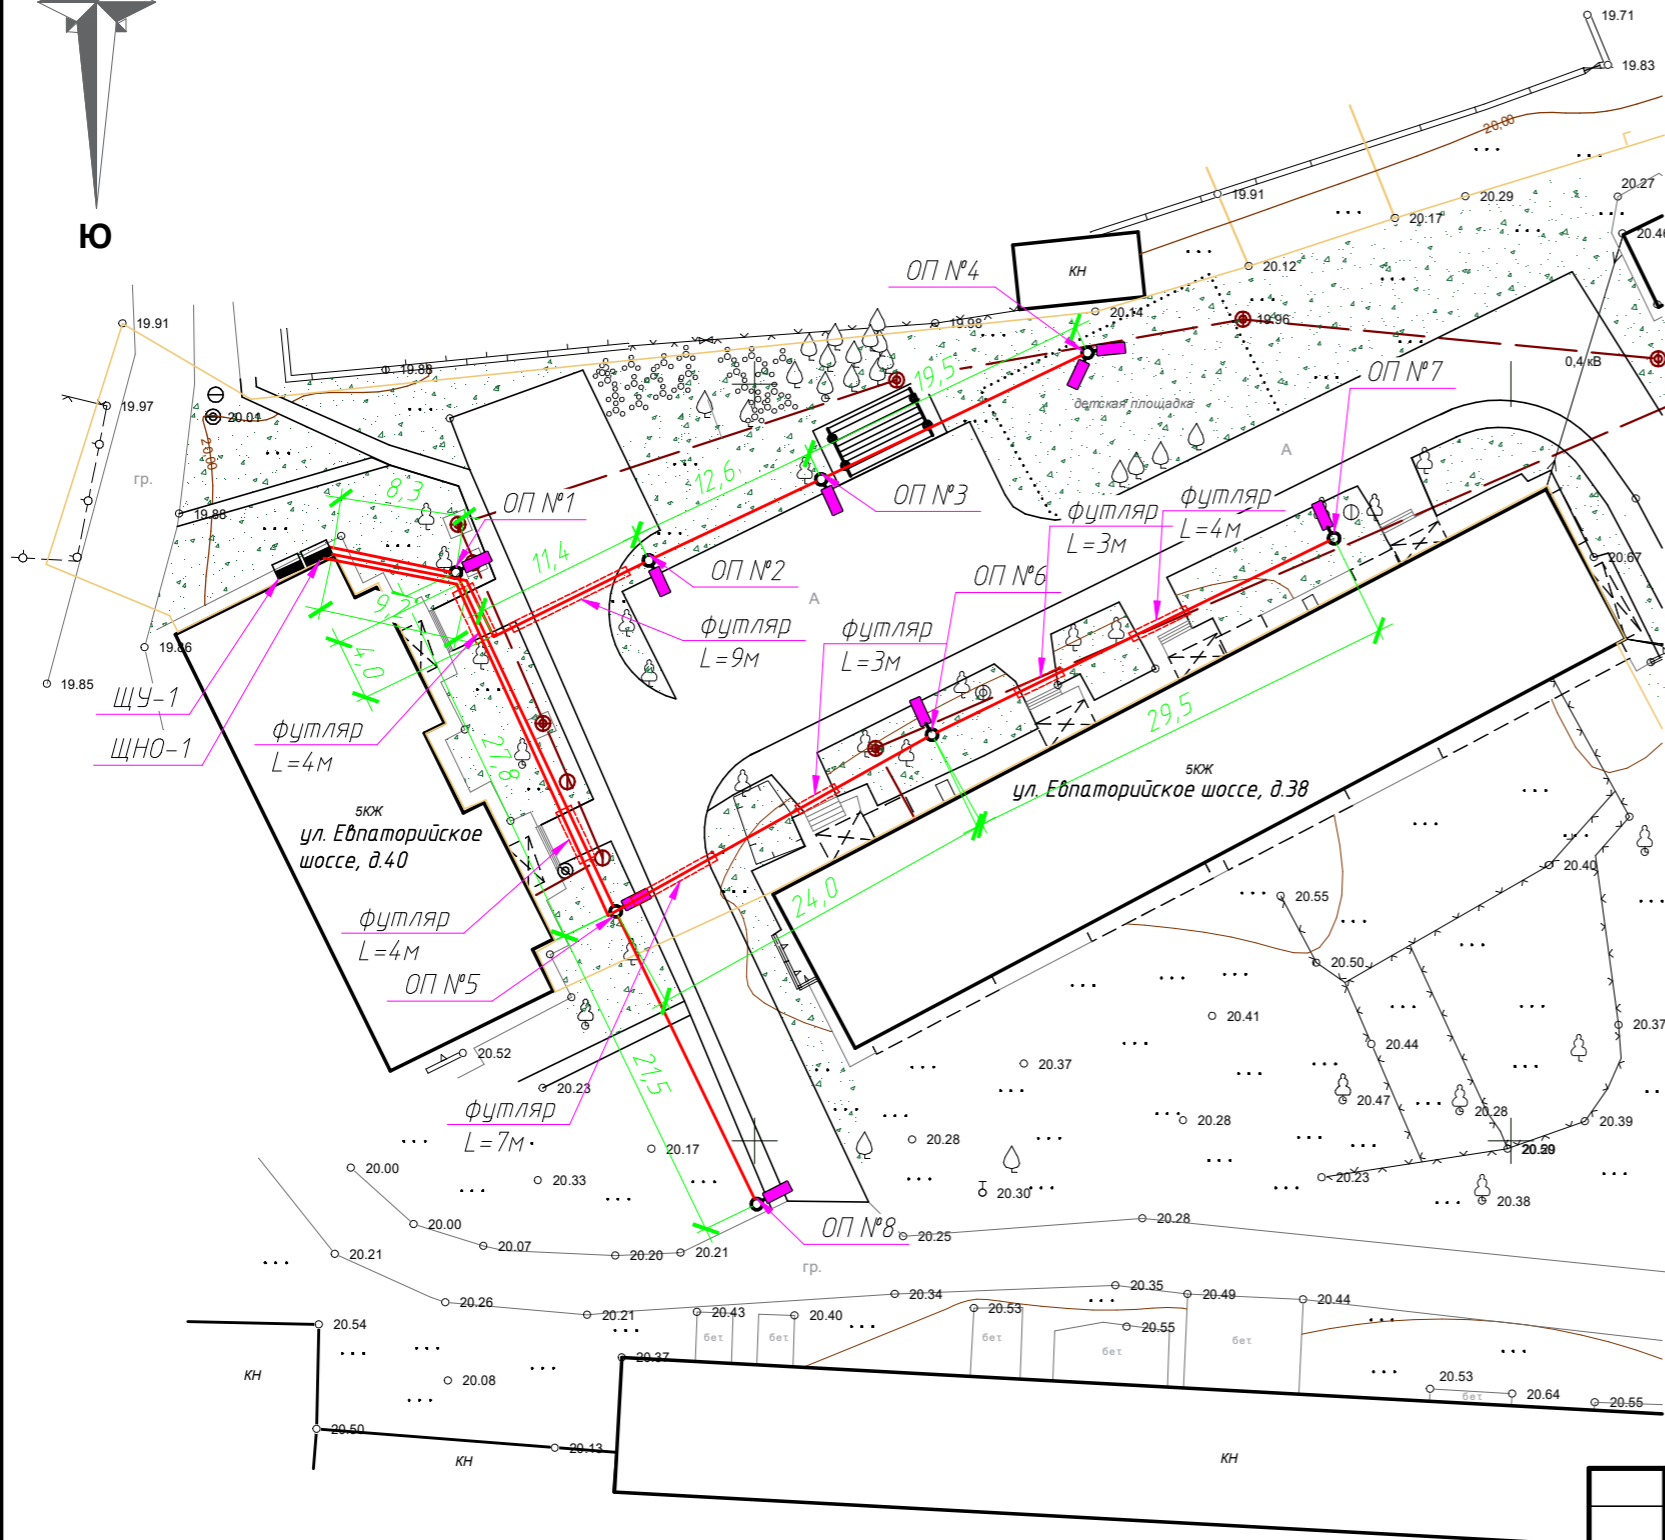 19.71
19.83
20,00
Ю
19.91
20.29
20.27
20.17
20.46
ОП №4
КН
20.12
19.91
19.98
20.14
19.96
19.88
0,4 кВ
ОП №7
19.97
19,5
20.01
детская площадка
20.00
А
гр.
8,3
12,6
ОП №1
ОП №3
футляр
L=4м
19.88
футляр
L=3м
11,4
20.67
ОП №2
ОП №6
9,2
А
футляр
L=9м
футляр
L=3м
19.86
4,0
19.85
ЩУ-1
29,5
футляр
L=4м
ЩНО-1
27,8
5КЖ
ул. Евпаторийское шоссе, д.38
5КЖ
ул. Евпаторийское
шоссе, д.40
20.40
24,0
20.55
футляр
L=4м
20.50
ОП №5
20.41
20.37
20.52
20.44
21,5
20.37
20.23
20.47
футляр
L=7м
20.28
20.28
20.39
20.28
20.17
20.59
20.00
20.23
20.33
20.30
20.38
20.00
ОП №8
20.28
20.25
20.07
20.21
20.20
20.21
гр.
20.35
20.34
20.49
20.26
20.44
20.21
20.43
20.40
20.53
20.54
20.55
бет
бет
бет
бет
бет
20.37
КН
20.08
20.53
20.64
бет
20.55
20.50
20.13
КН
КН